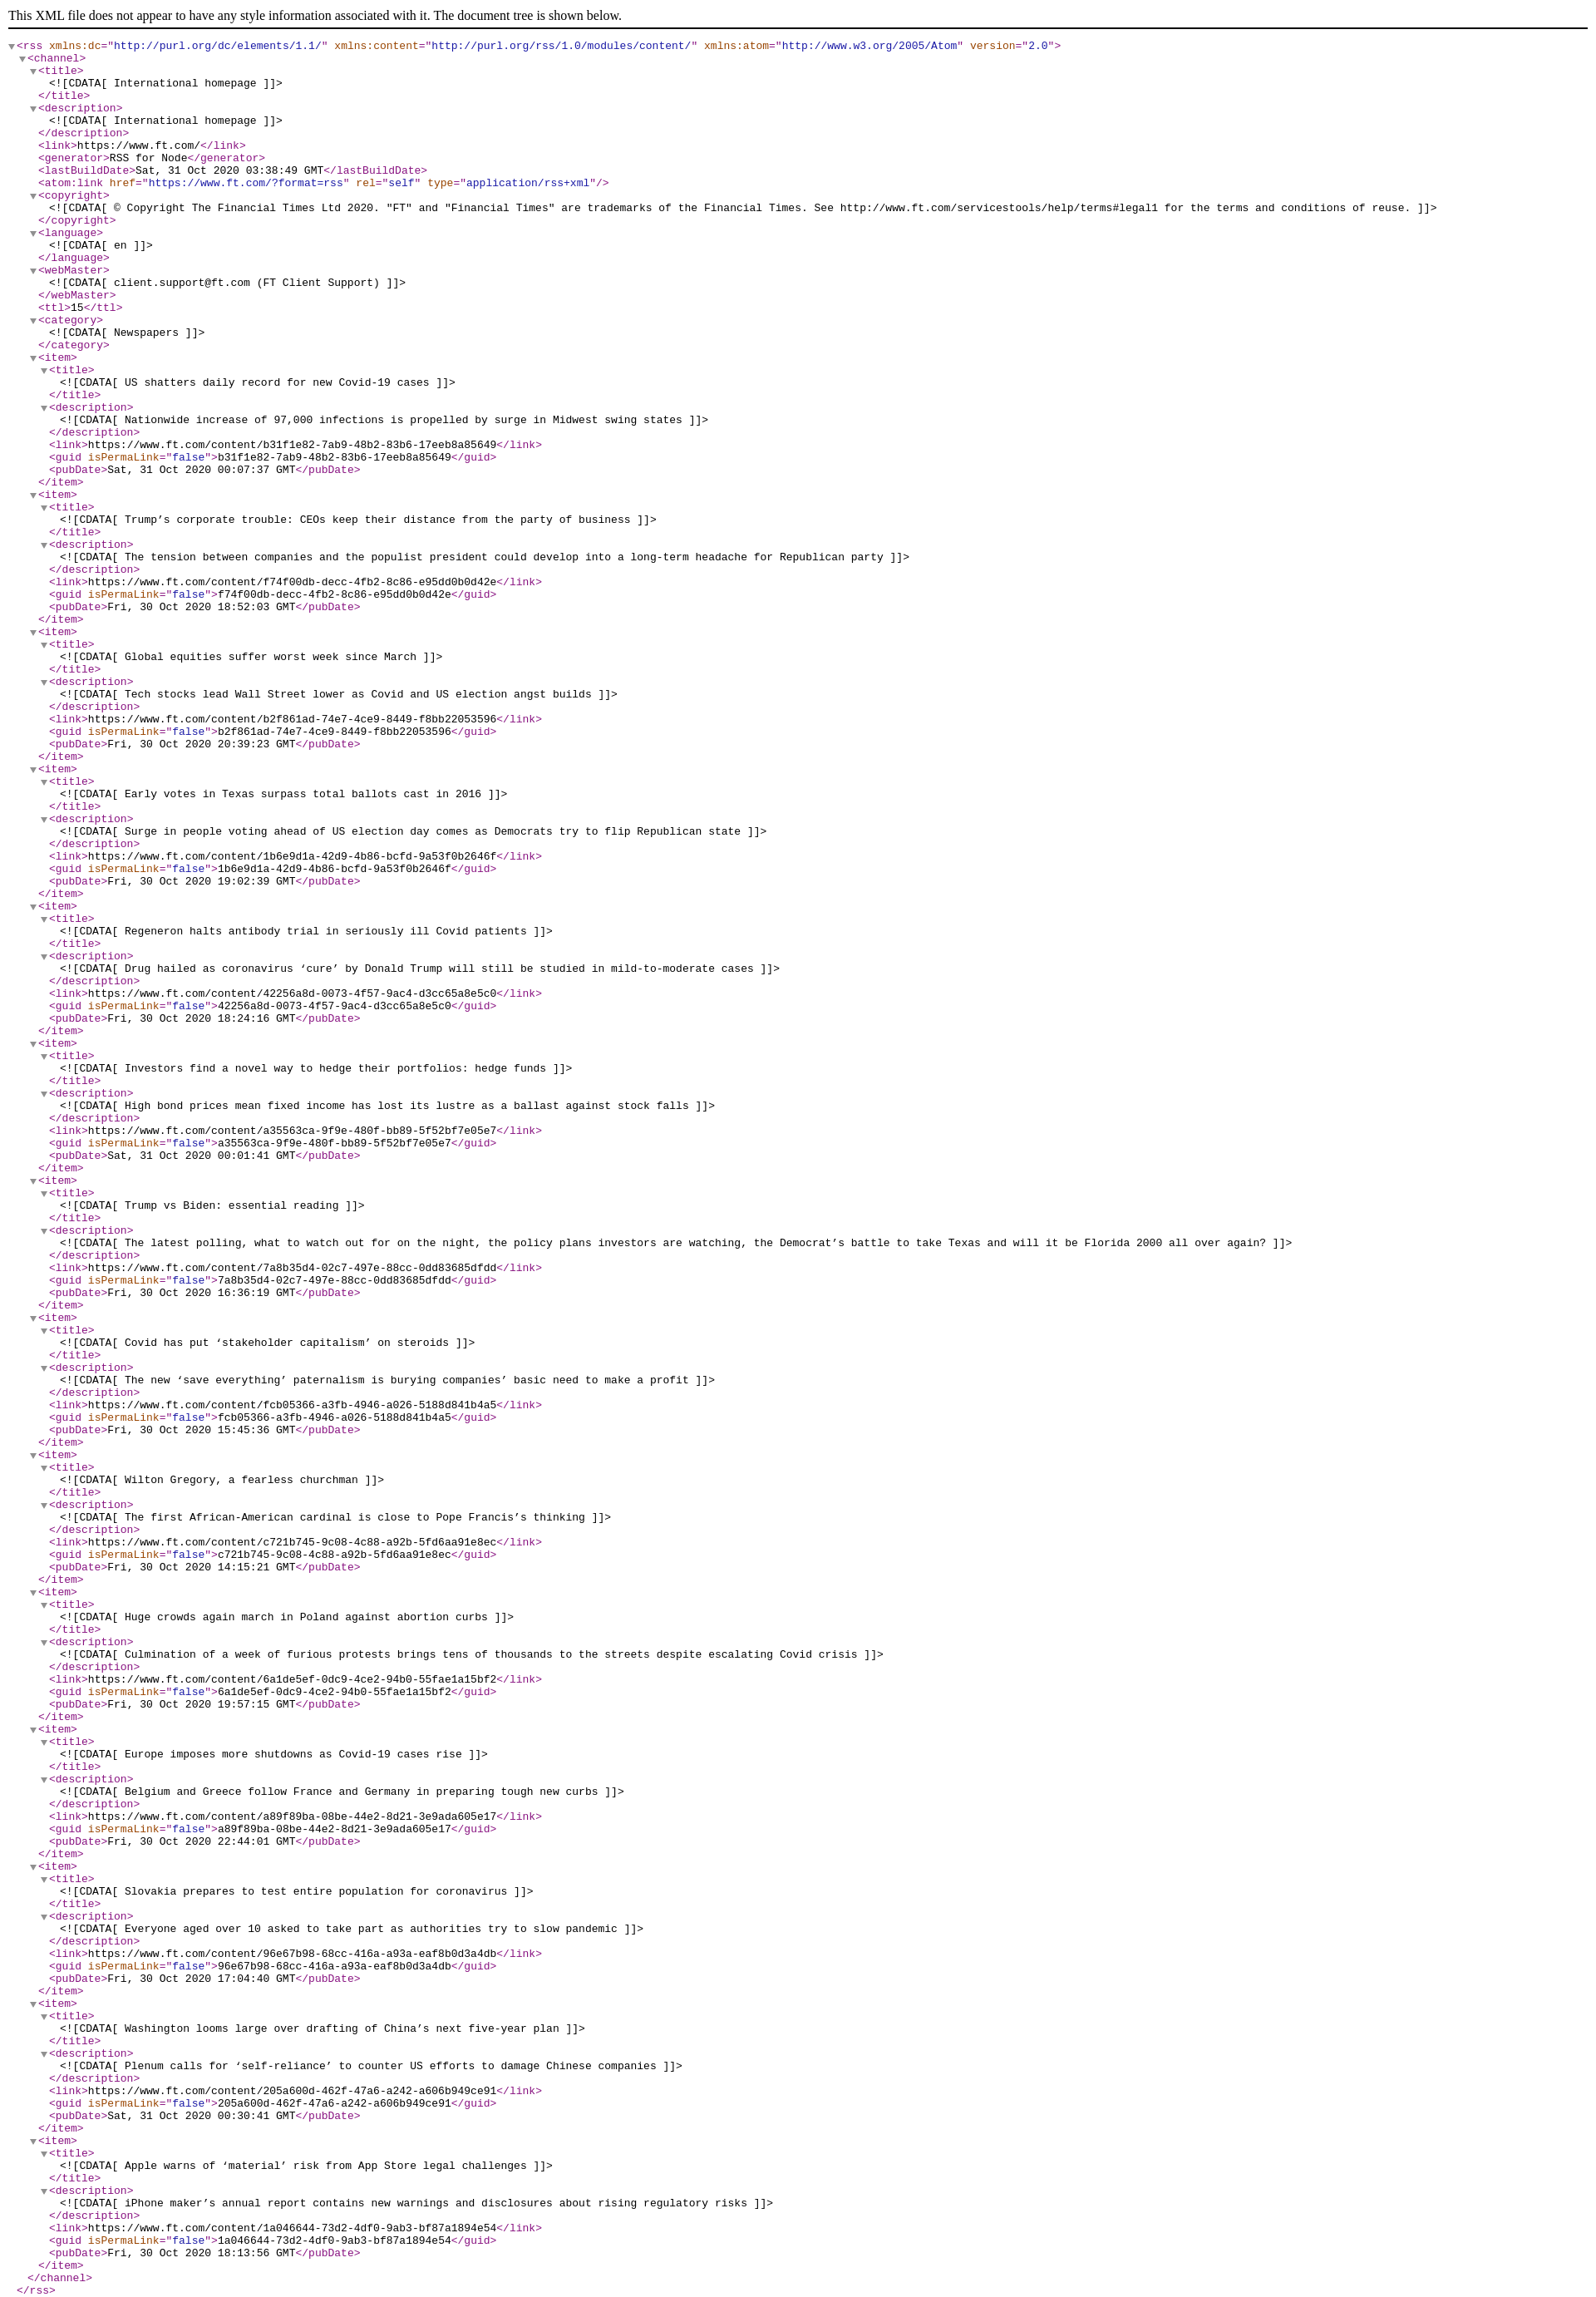 This XML file does not appear to have any style information associated with it. The document tree is shown below.
<rss xmlns:dc="http://purl.org/dc/elements/1.1/" xmlns:content="http://purl.org/rss/1.0/modules/content/" xmlns:atom="http://www.w3.org/2005/Atom" version="2.0">
<channel>
<title>
<![CDATA[ International homepage ]]>
</title>
<description>
<![CDATA[ International homepage ]]>
</description>
<link>https://www.ft.com/</link>
<generator>RSS for Node</generator>
<lastBuildDate>Sat, 31 Oct 2020 03:38:49 GMT</lastBuildDate>
<atom:link href="https://www.ft.com/?format=rss" rel="self" type="application/rss+xml"/>
<copyright>
<![CDATA[ © Copyright The Financial Times Ltd 2020. "FT" and "Financial Times" are trademarks of the Financial Times. See http://www.ft.com/servicestools/help/terms#legal1 for the terms and conditions of reuse. ]]>
</copyright>
<language>
<![CDATA[ en ]]>
</language>
<webMaster>
<![CDATA[ client.support@ft.com (FT Client Support) ]]>
</webMaster>
<ttl>15</ttl>
<category>
<![CDATA[ Newspapers ]]>
</category>
<item>
<title>
<![CDATA[ US shatters daily record for new Covid-19 cases ]]>
</title>
<description>
<![CDATA[ Nationwide increase of 97,000 infections is propelled by surge in Midwest swing states ]]>
</description>
<link>https://www.ft.com/content/b31f1e82-7ab9-48b2-83b6-17eeb8a85649</link>
<guid isPermaLink="false">b31f1e82-7ab9-48b2-83b6-17eeb8a85649</guid>
<pubDate>Sat, 31 Oct 2020 00:07:37 GMT</pubDate>
</item>
<item>
<title>
<![CDATA[ Trump’s corporate trouble: CEOs keep their distance from the party of business ]]>
</title>
<description>
<![CDATA[ The tension between companies and the populist president could develop into a long-term headache for Republican party ]]>
</description>
<link>https://www.ft.com/content/f74f00db-decc-4fb2-8c86-e95dd0b0d42e</link>
<guid isPermaLink="false">f74f00db-decc-4fb2-8c86-e95dd0b0d42e</guid>
<pubDate>Fri, 30 Oct 2020 18:52:03 GMT</pubDate>
</item>
<item>
<title>
<![CDATA[ Global equities suffer worst week since March ]]>
</title>
<description>
<![CDATA[ Tech stocks lead Wall Street lower as Covid and US election angst builds ]]>
</description>
<link>https://www.ft.com/content/b2f861ad-74e7-4ce9-8449-f8bb22053596</link>
<guid isPermaLink="false">b2f861ad-74e7-4ce9-8449-f8bb22053596</guid>
<pubDate>Fri, 30 Oct 2020 20:39:23 GMT</pubDate>
</item>
<item>
<title>
<![CDATA[ Early votes in Texas surpass total ballots cast in 2016 ]]>
</title>
<description>
<![CDATA[ Surge in people voting ahead of US election day comes as Democrats try to flip Republican state ]]>
</description>
<link>https://www.ft.com/content/1b6e9d1a-42d9-4b86-bcfd-9a53f0b2646f</link>
<guid isPermaLink="false">1b6e9d1a-42d9-4b86-bcfd-9a53f0b2646f</guid>
<pubDate>Fri, 30 Oct 2020 19:02:39 GMT</pubDate>
</item>
<item>
<title>
<![CDATA[ Regeneron halts antibody trial in seriously ill Covid patients ]]>
</title>
<description>
<![CDATA[ Drug hailed as coronavirus ‘cure’ by Donald Trump will still be studied in mild-to-moderate cases ]]>
</description>
<link>https://www.ft.com/content/42256a8d-0073-4f57-9ac4-d3cc65a8e5c0</link>
<guid isPermaLink="false">42256a8d-0073-4f57-9ac4-d3cc65a8e5c0</guid>
<pubDate>Fri, 30 Oct 2020 18:24:16 GMT</pubDate>
</item>
<item>
<title>
<![CDATA[ Investors find a novel way to hedge their portfolios: hedge funds ]]>
</title>
<description>
<![CDATA[ High bond prices mean fixed income has lost its lustre as a ballast against stock falls ]]>
</description>
<link>https://www.ft.com/content/a35563ca-9f9e-480f-bb89-5f52bf7e05e7</link>
<guid isPermaLink="false">a35563ca-9f9e-480f-bb89-5f52bf7e05e7</guid>
<pubDate>Sat, 31 Oct 2020 00:01:41 GMT</pubDate>
</item>
<item>
<title>
<![CDATA[ Trump vs Biden: essential reading ]]>
</title>
<description>
<![CDATA[ The latest polling, what to watch out for on the night, the policy plans investors are watching, the Democrat’s battle to take Texas and will it be Florida 2000 all over again? ]]>
</description>
<link>https://www.ft.com/content/7a8b35d4-02c7-497e-88cc-0dd83685dfdd</link>
<guid isPermaLink="false">7a8b35d4-02c7-497e-88cc-0dd83685dfdd</guid>
<pubDate>Fri, 30 Oct 2020 16:36:19 GMT</pubDate>
</item>
<item>
<title>
<![CDATA[ Covid has put ‘stakeholder capitalism’ on steroids ]]>
</title>
<description>
<![CDATA[ The new ‘save everything’ paternalism is burying companies’ basic need to make a profit ]]>
</description>
<link>https://www.ft.com/content/fcb05366-a3fb-4946-a026-5188d841b4a5</link>
<guid isPermaLink="false">fcb05366-a3fb-4946-a026-5188d841b4a5</guid>
<pubDate>Fri, 30 Oct 2020 15:45:36 GMT</pubDate>
</item>
<item>
<title>
<![CDATA[ Wilton Gregory, a fearless churchman ]]>
</title>
<description>
<![CDATA[ The first African-American cardinal is close to Pope Francis’s thinking ]]>
</description>
<link>https://www.ft.com/content/c721b745-9c08-4c88-a92b-5fd6aa91e8ec</link>
<guid isPermaLink="false">c721b745-9c08-4c88-a92b-5fd6aa91e8ec</guid>
<pubDate>Fri, 30 Oct 2020 14:15:21 GMT</pubDate>
</item>
<item>
<title>
<![CDATA[ Huge crowds again march in Poland against abortion curbs ]]>
</title>
<description>
<![CDATA[ Culmination of a week of furious protests brings tens of thousands to the streets despite escalating Covid crisis ]]>
</description>
<link>https://www.ft.com/content/6a1de5ef-0dc9-4ce2-94b0-55fae1a15bf2</link>
<guid isPermaLink="false">6a1de5ef-0dc9-4ce2-94b0-55fae1a15bf2</guid>
<pubDate>Fri, 30 Oct 2020 19:57:15 GMT</pubDate>
</item>
<item>
<title>
<![CDATA[ Europe imposes more shutdowns as Covid-19 cases rise ]]>
</title>
<description>
<![CDATA[ Belgium and Greece follow France and Germany in preparing tough new curbs ]]>
</description>
<link>https://www.ft.com/content/a89f89ba-08be-44e2-8d21-3e9ada605e17</link>
<guid isPermaLink="false">a89f89ba-08be-44e2-8d21-3e9ada605e17</guid>
<pubDate>Fri, 30 Oct 2020 22:44:01 GMT</pubDate>
</item>
<item>
<title>
<![CDATA[ Slovakia prepares to test entire population for coronavirus ]]>
</title>
<description>
<![CDATA[ Everyone aged over 10 asked to take part as authorities try to slow pandemic ]]>
</description>
<link>https://www.ft.com/content/96e67b98-68cc-416a-a93a-eaf8b0d3a4db</link>
<guid isPermaLink="false">96e67b98-68cc-416a-a93a-eaf8b0d3a4db</guid>
<pubDate>Fri, 30 Oct 2020 17:04:40 GMT</pubDate>
</item>
<item>
<title>
<![CDATA[ Washington looms large over drafting of China’s next five-year plan ]]>
</title>
<description>
<![CDATA[ Plenum calls for ‘self-reliance’ to counter US efforts to damage Chinese companies ]]>
</description>
<link>https://www.ft.com/content/205a600d-462f-47a6-a242-a606b949ce91</link>
<guid isPermaLink="false">205a600d-462f-47a6-a242-a606b949ce91</guid>
<pubDate>Sat, 31 Oct 2020 00:30:41 GMT</pubDate>
</item>
<item>
<title>
<![CDATA[ Apple warns of ‘material’ risk from App Store legal challenges ]]>
</title>
<description>
<![CDATA[ iPhone maker’s annual report contains new warnings and disclosures about rising regulatory risks ]]>
</description>
<link>https://www.ft.com/content/1a046644-73d2-4df0-9ab3-bf87a1894e54</link>
<guid isPermaLink="false">1a046644-73d2-4df0-9ab3-bf87a1894e54</guid>
<pubDate>Fri, 30 Oct 2020 18:13:56 GMT</pubDate>
</item>
</channel>
</rss>